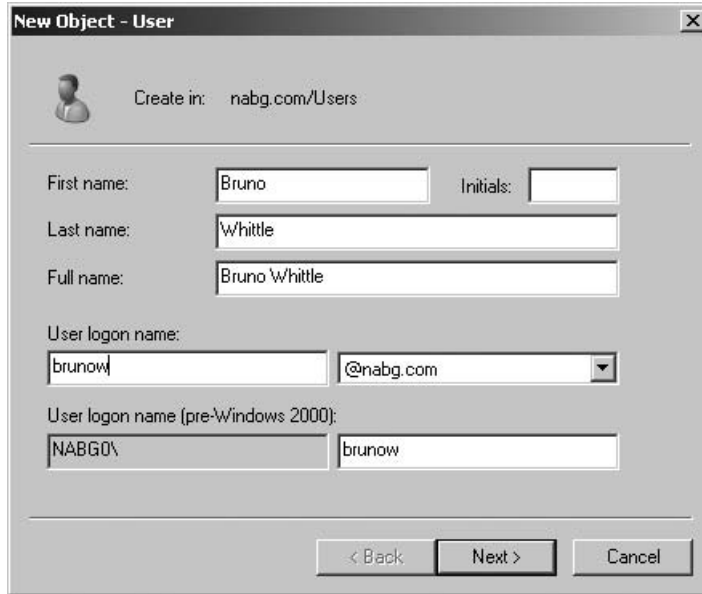 New Object - User
Create in: nabg.com/Users
First name: Bruno Initials:
Last name: Whittle
Full name: Bruno Whittle
User logon name:
brunow @nabg.com
User logon name (pre-Windows 2000):
NABG0\ brunow
< Back Next > Cancel